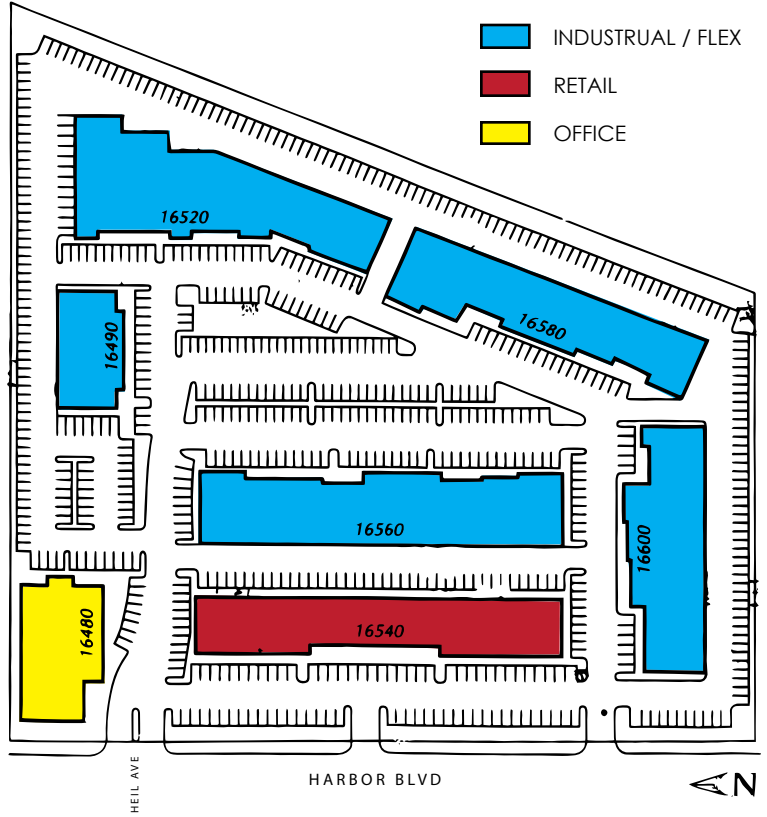 INDUSTRUAL / FLEX
RETAIL
OFFICE
16520
16580
16490
16560
16600
16540
16480
HEIL AVE
HARBOR BLVD
N